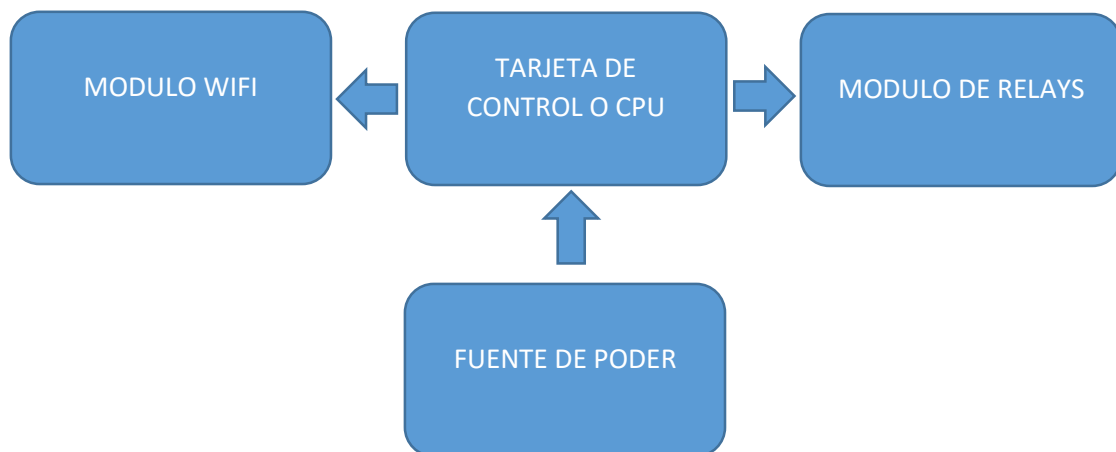 MODULO WIFI
TARJETA DE
CONTROL O CPU
MODULO DE RELAYS
FUENTE DE PODER